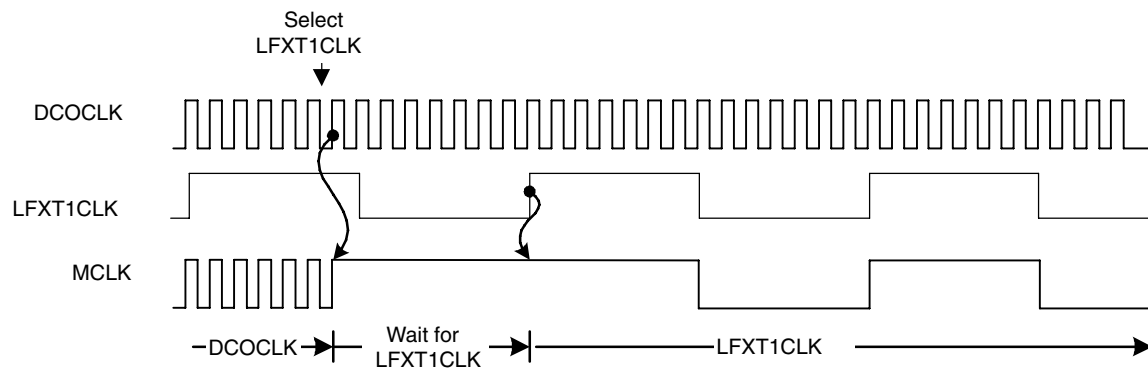 Select
LFXT1CLK
DCOCLK
LFXT1CLK
MCLK
DCOCLK
Wait for
LFXT1CLK
LFXT1CLK